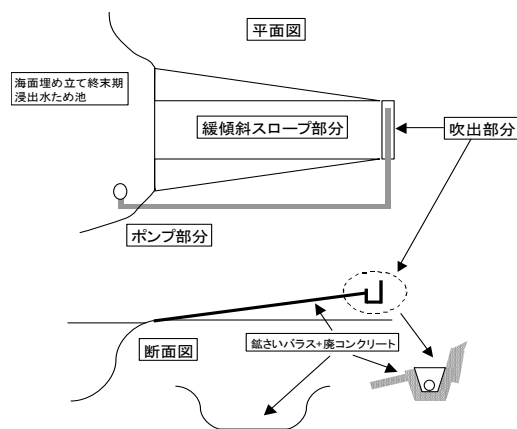 平面図
海面埋め立て終末期
浸出水ため池
緩傾斜スロープ部分
吹出部分
ポンプ部分
断面図
鉱さいバラス+廃コンクリート